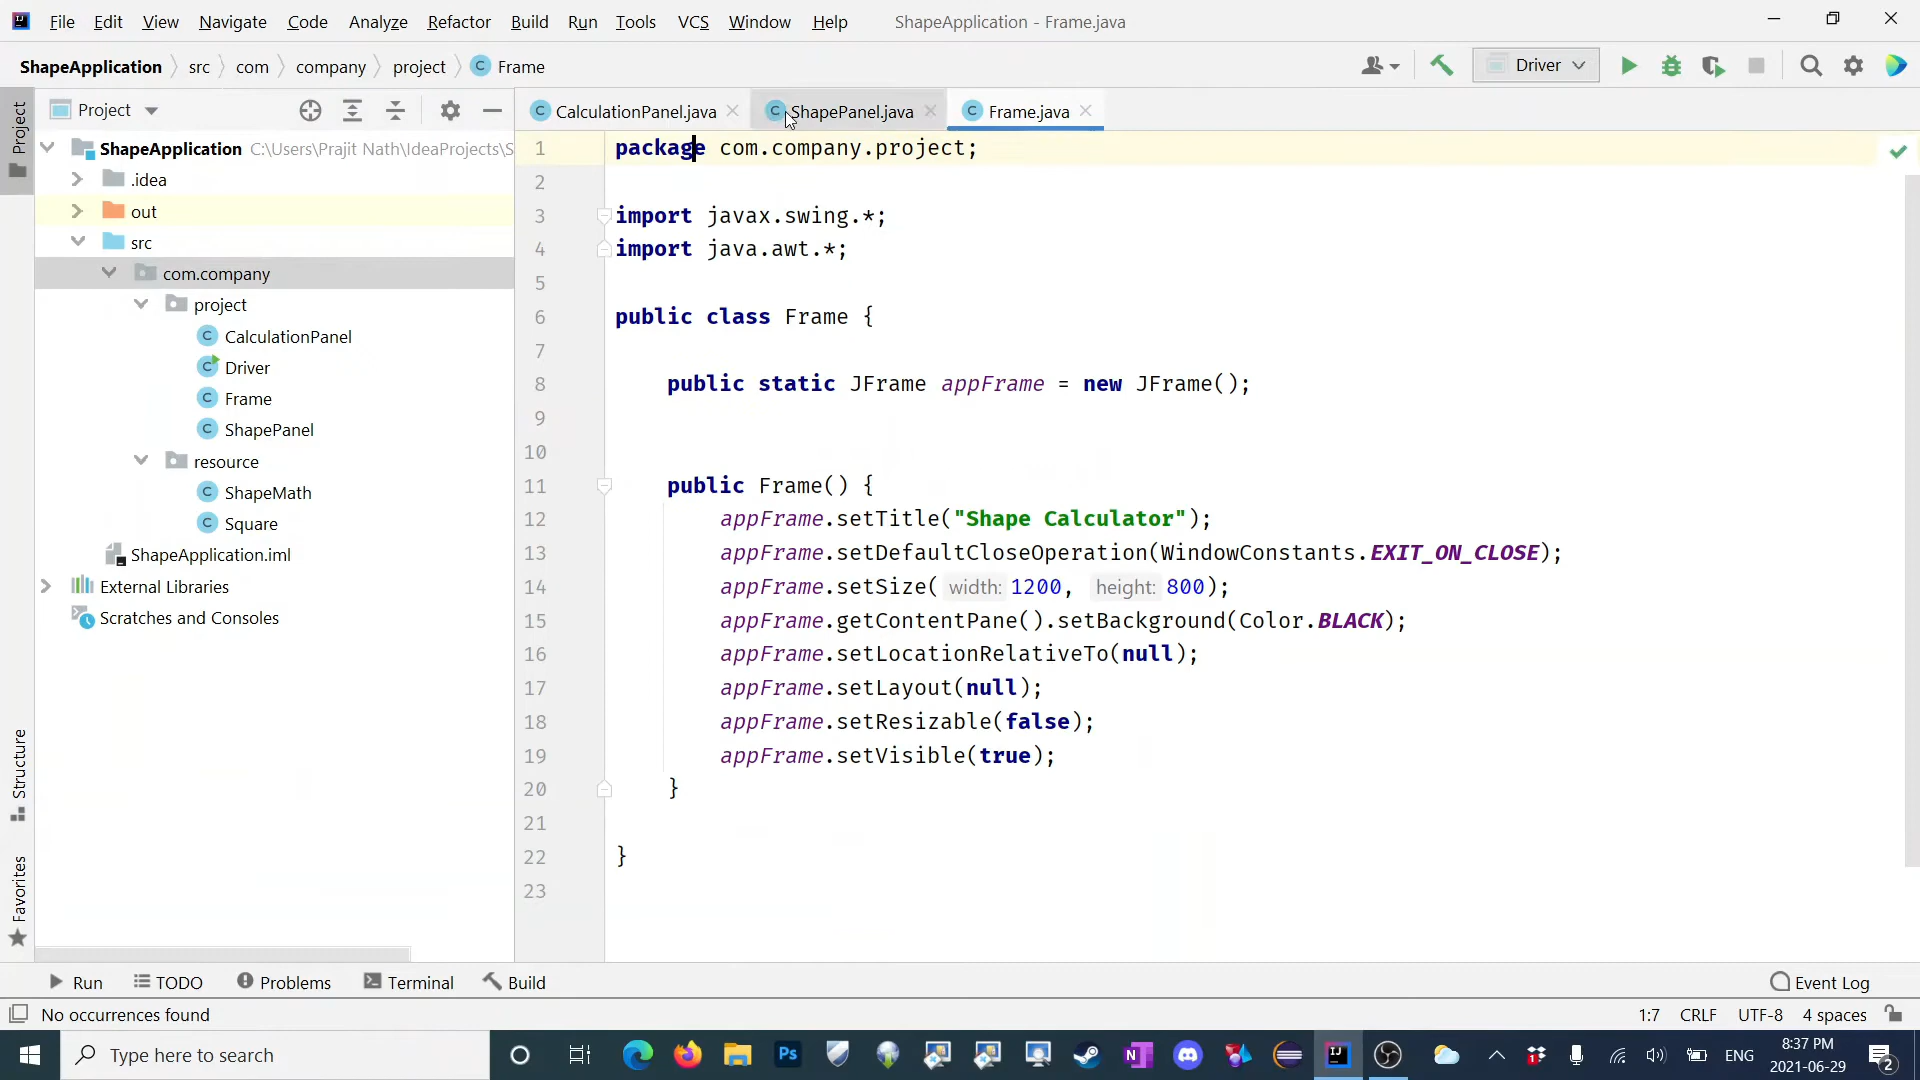 File Edit View Navigate Code Analyze Refactor Build Run Tools VCS Window Help ShapeApplication - Frame.java
ShapeApplication src com company project Frame Driver
Project
CalculationPanel.java ShapePanel.java Frame.java
Project
ShapeApplication C:\Users\Prajit Nath\IdeaProjects\S
.idea
out
src
com.company
project
CalculationPanel
Driver
Frame
ShapePanel
resource
ShapeMath
Square
ShapeApplication.iml
External Libraries
Scratches and Consoles
Structure
Favorites
1 package com.company.project;
2
3 import javax.swing.*;
4 import java.awt.*;
5
6 public class Frame {
7
8 public static JFrame appFrame = new JFrame();
9
10
11 public Frame() {
12 appFrame.setTitle("Shape Calculator");
13 appFrame.setDefaultCloseOperation(WindowConstants.EXIT_ON_CLOSE);
14 appFrame.setSize( width: 1200, height: 800);
15 appFrame.getContentPane().setBackground(Color.BLACK);
16 appFrame.setLocationRelativeTo(null);
17 appFrame.setLayout(null);
18 appFrame.setResizable(false);
19 appFrame.setVisible(true);
20 }
21
22 }
23
Run TODO Problems Terminal Build Event Log
No occurrences found 1:7 CRLF UTF-8 4 spaces
Type here to search ENG 8:37 PM
2021-06-29 2